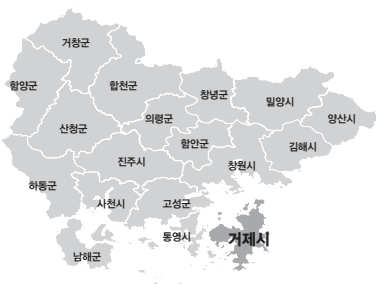 거창군
함양군
합천군
창녕군
밀양시
양산시
의령군
산청군
함안군
김해시
진주시
창원시
하동군
사천시
고성군
통영시
거제시
남해군